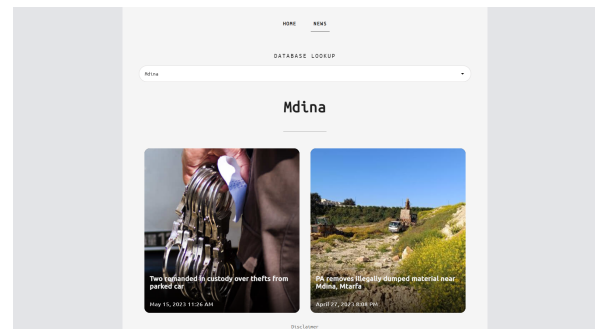 HOME NEWS
DATABASE LOOKUP
Mdina
Mdina
Two remanded in custody over thefts from
parked car
May 15, 2023 11:26 AM
PA removes illegally dumped material near
Mdina, Mtarfa
April 27, 2023 8:08 PM
Disclaimer